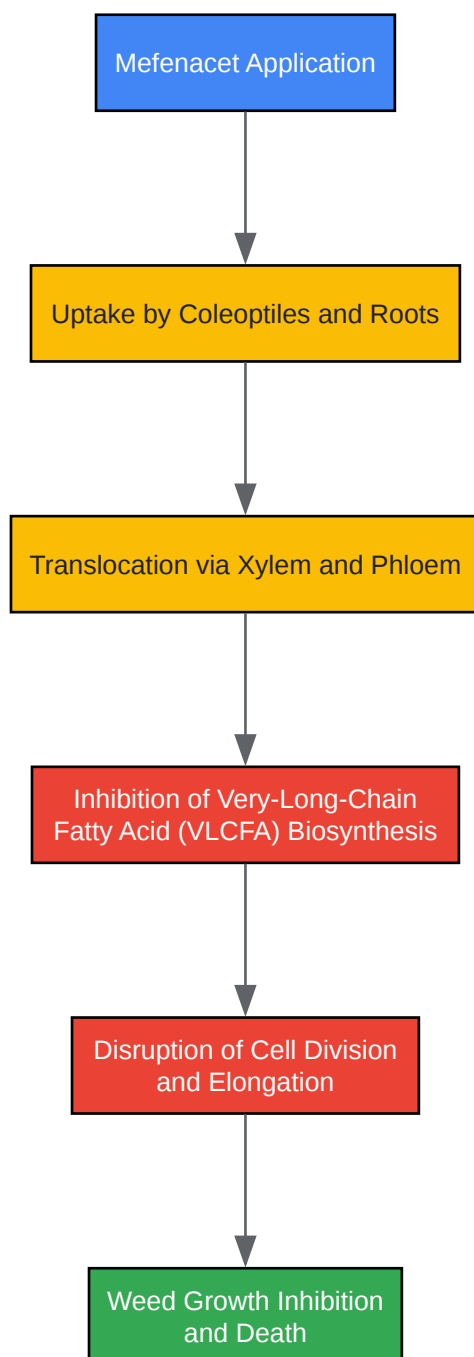 Mefenacet Application
Uptake by Coleoptiles and Roots
Translocation via Xylem and Phloem
Inhibition of Very-Long-Chain
Fatty Acid (VLCFA) Biosynthesis
Disruption of Cell Division
and Elongation
Weed Growth Inhibition
and Death